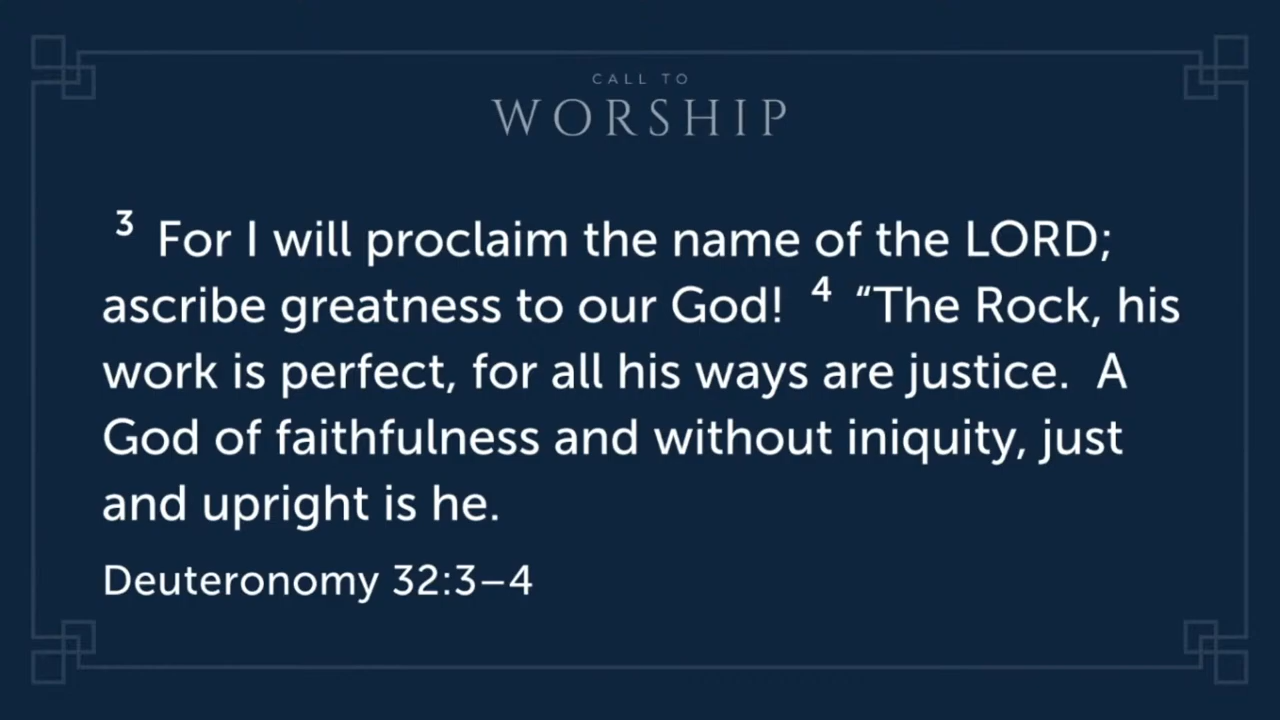 CALL TO
WORSHIP
3 For I will proclaim the name of the LORD;
ascribe greatness to our God! 4 “The Rock, his
work is perfect, for all his ways are justice. A
God of faithfulness and without iniquity, just
and upright is he.
Deuteronomy 32:3–4